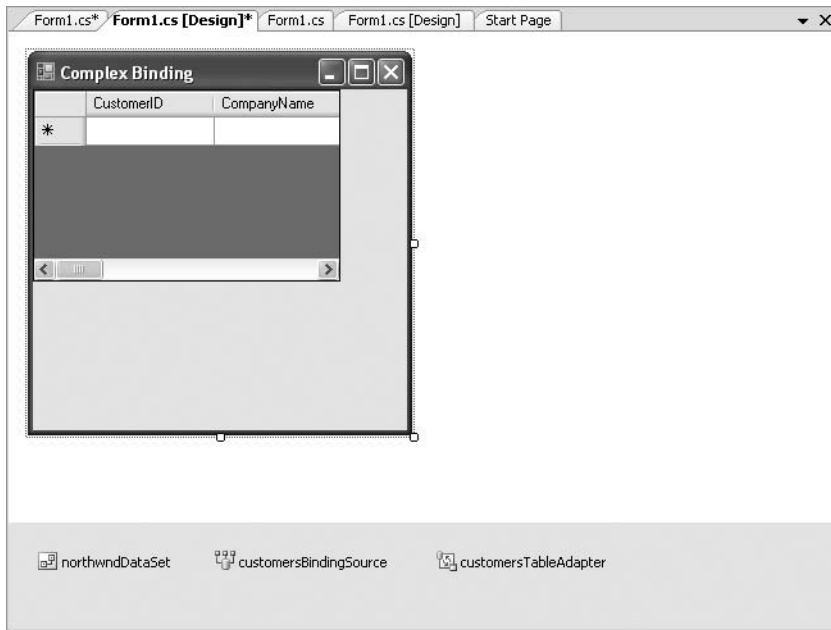 Form1.cs* Form1.cs [Design]* Form1.cs Form1.cs [Design] Start Page
Complex Binding
CustomerID CompanyName
northwndDataSet customersBindingSource customersTableAdapter